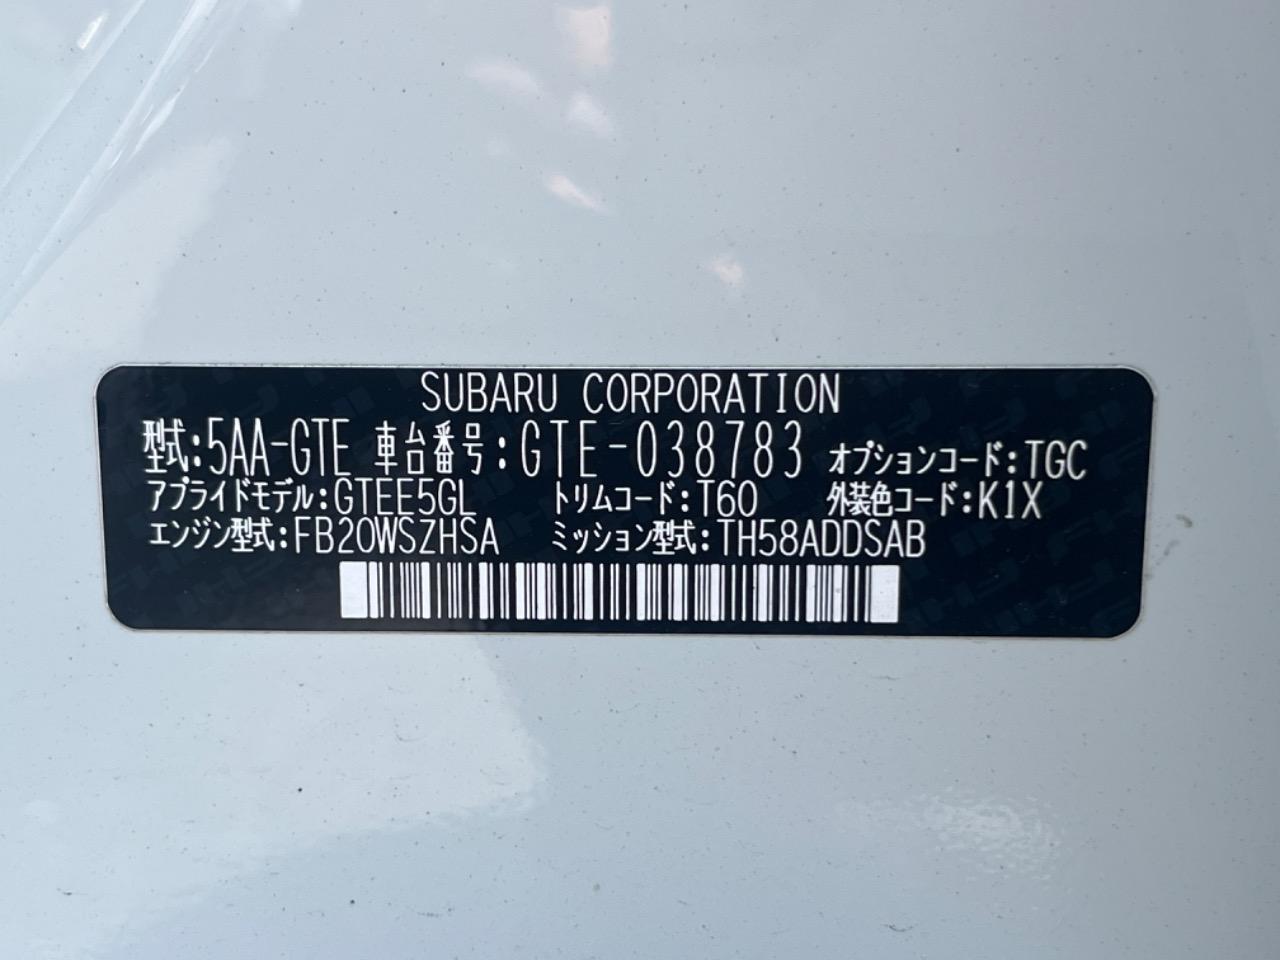 SUBARU CORPORATION
型式:5AA-GTE 車台番号:GTE-038783 オプションコード:TGC
アプライドモデル:GTEE5GL トリムコード:T60 外装色コード:K1X
エンジン型式:FB20WSZHSA ミッション型式:TH58ADDSAB